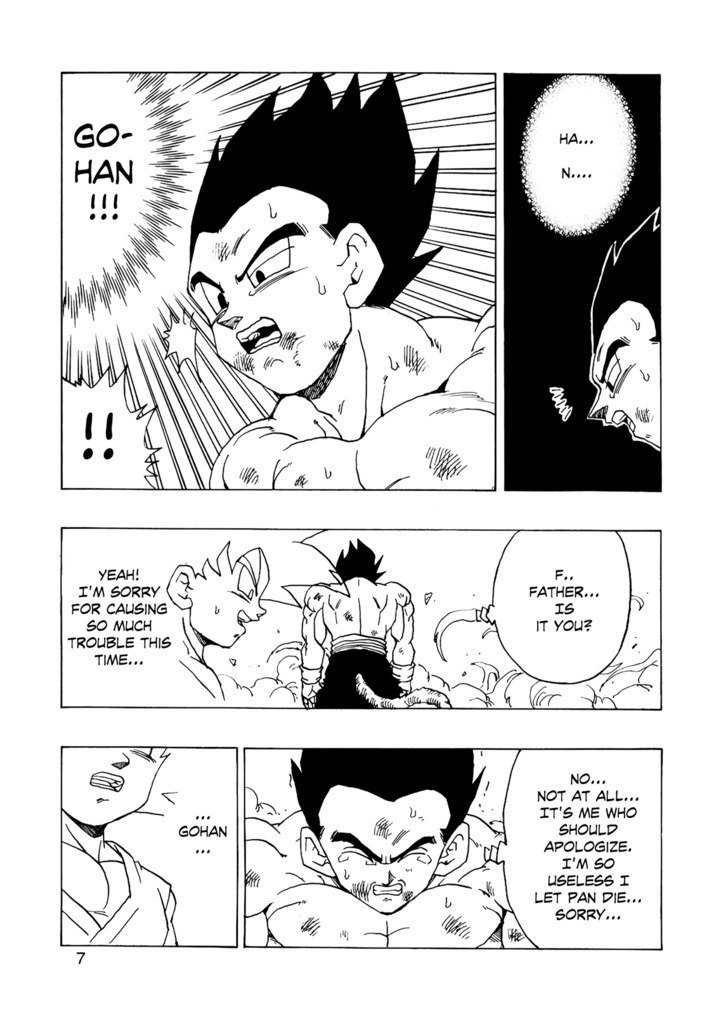 HA...
N....
GO-
HAN
!!!
!!
F..
FATHER...
IS
IT YOU?
YEAH!
I'M SORRY
FOR CAUSING
SO MUCH
TROUBLE THIS
TIME...
NO...
NOT AT ALL...
IT'S ME WHO
SHOULD
APOLOGIZE.
I'M SO
USELESS I
LET PAN DIE...
SORRY...
...
GOHAN
...
7